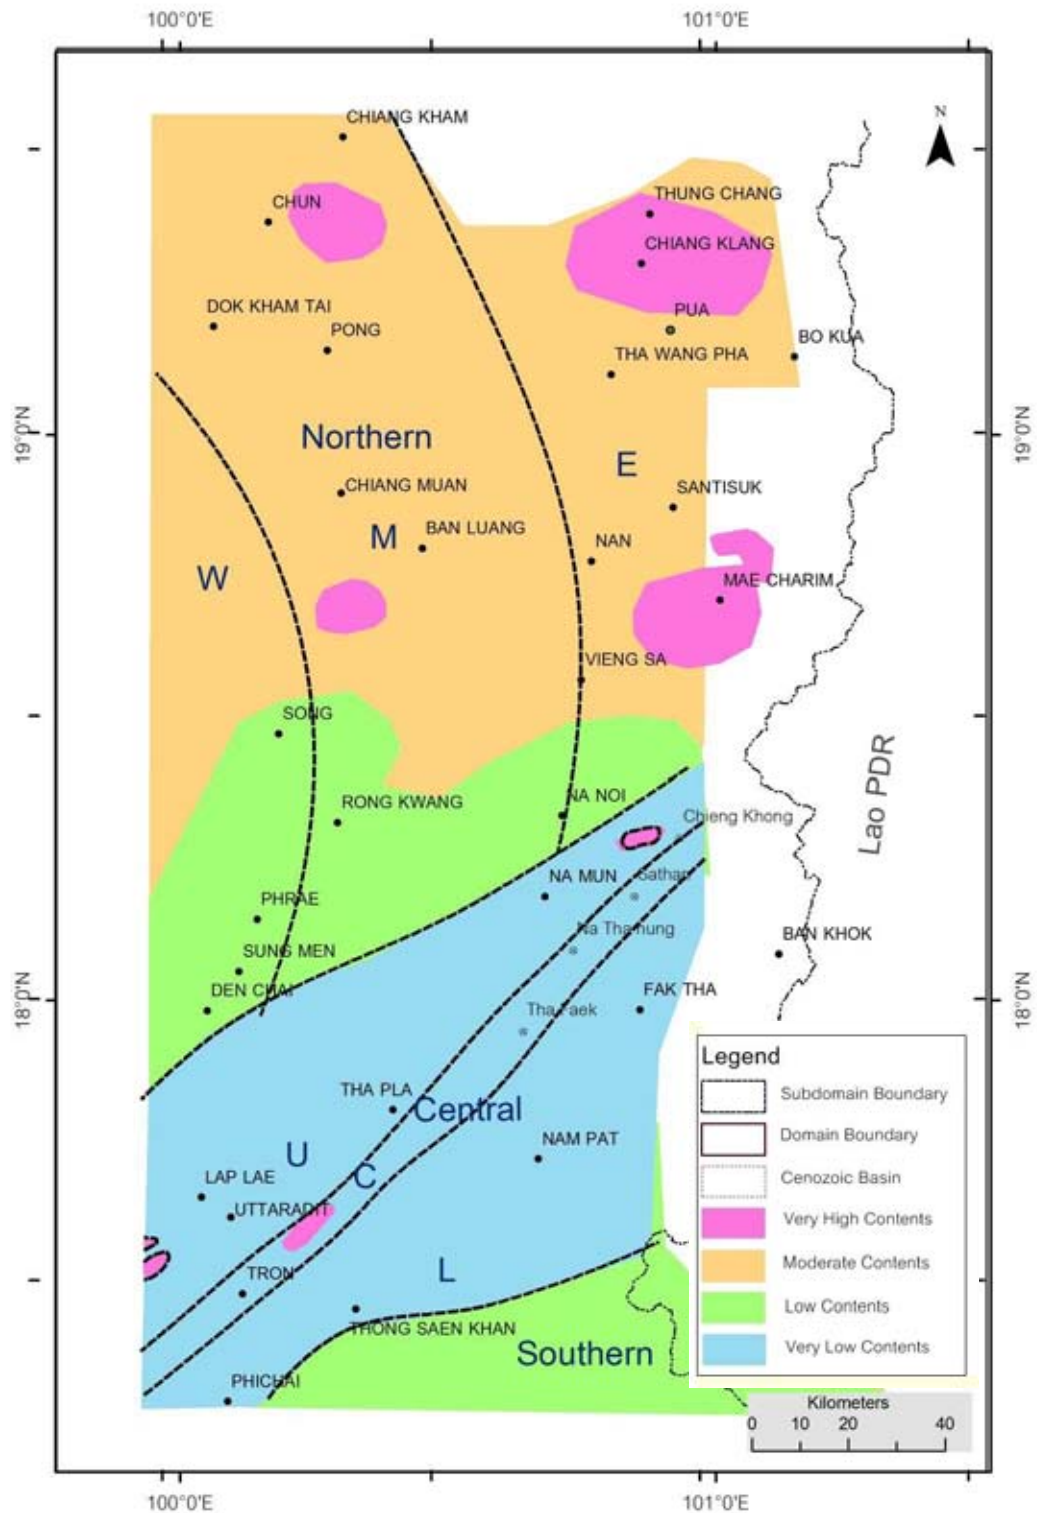 100°0'E 101°0'E
N
CHIANG KHAM
THUNG CHANG
CHUN
CHIANG KLANG
DOK KHAM TAI
PUA
PONG
BO KUA
THA WANG PHA
19°0'N 19°0'N
Northern
E
CHIANG MUAN
SANTISUK
BAN LUANG
M
NAN
W
MAE CHARIM
VIENG SA
SONG
Lao PDR
NA NOI
RONG KWANG
Chieng Khong
NA MUN
Sathan
PHRAE
Na Thanung
BAN KHOK
SUNG MEN
DEN CHAI
FAK THA
18°0'N 18°0'N
Tha Faek
Legend
THA PLA
Subdomain Boundary
Central
Domain Boundary
NAM PAT
U
C
LAP LAE
Cenozoic Basin
UTTARADIT
Very High Contents
TRON
L
Moderate Contents
Low Contents
THONG SAEN KHAN
Southern
Very Low Contents
PHICHAI
Kilometers
0 10 20 40
100°0'E 101°0'E